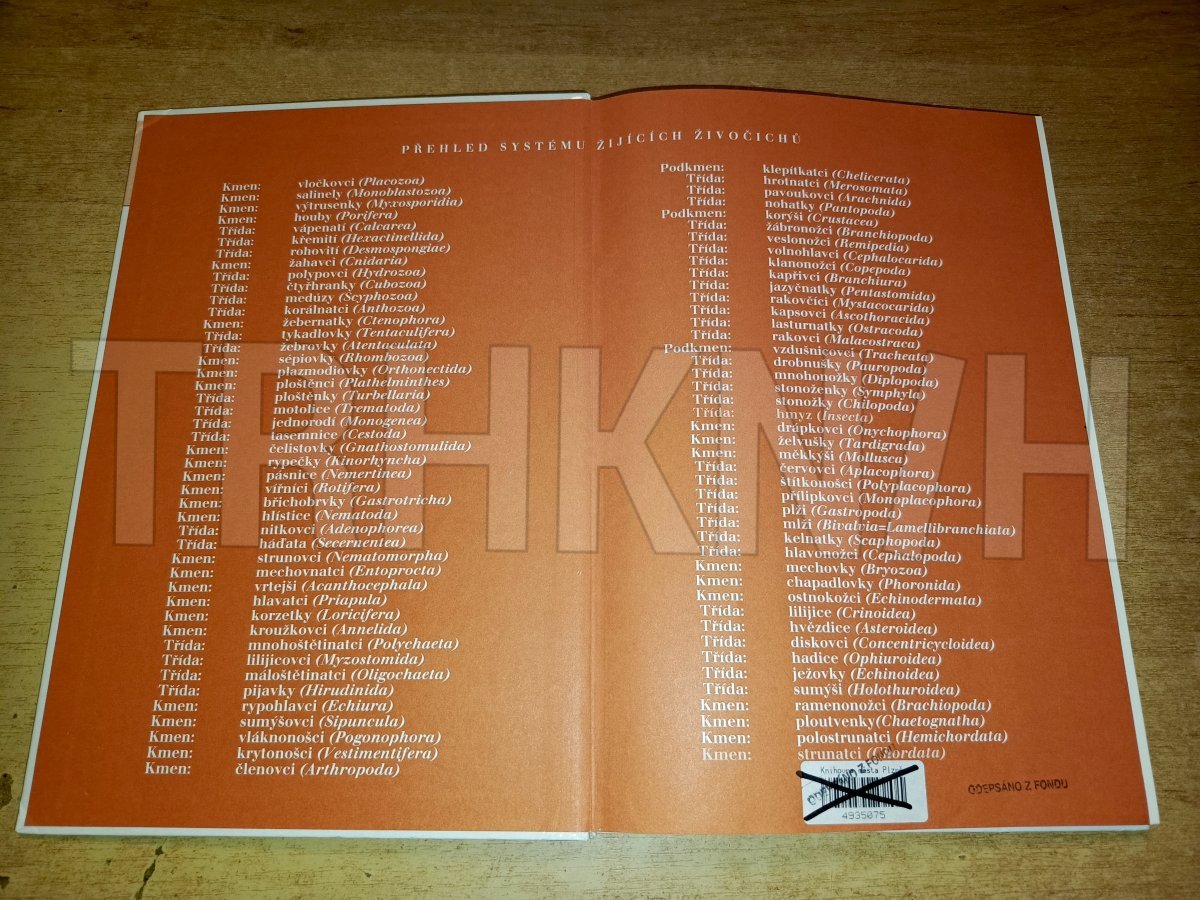 PŘEHLED SYSTÉMU ŽIJÍCÍCH ŽIVOČICHŮ
Kmen: vločkovci (Placozoa)
Kmen: salinely (Monoblastozoa)
Kmen: výtrusenky (Myxosporidia)
Kmen: houby (Porifera)
Třída: vápenatí (Calcarea)
Třída: křemití (Hexactinellida)
Třída: rohovití (Desmospongiae)
Kmen: žahavci (Cnidaria)
Třída: polypovci (Hydrozoa)
Třída: čtyřhranky (Cubozoa)
Třída: medúzy (Scyphozoa)
Třída: korálnatci (Anthozoa)
Kmen: žebernatky (Ctenophora)
Třída: tykadlovky (Tentaculifera)
Třída: žebrovky (Atentaculata)
Kmen: sépiovky (Rhombozoa)
Kmen: plazmodiovky (Orthonectida)
Kmen: ploštěnci (Plathelminthes)
Třída: ploštěnky (Turbellaria)
Třída: motolice (Trematoda)
Třída: jednorodí (Monogenea)
Třída: tasemnice (Cestoda)
Kmen: čelistovky (Gnathostomulida)
Kmen: rypečky (Kinorhyncha)
Kmen: pásnice (Nemertinea)
Kmen: vířníci (Rotifera)
Kmen: břichobrvky (Gastrotricha)
Kmen: hlístice (Nematoda)
Třída: nitkovci (Adenophorea)
Třída: háďata (Secernentea)
Kmen: strunovci (Nematomorpha)
Kmen: mechovnatci (Entoprocta)
Kmen: vrtejši (Acanthocephala)
Kmen: hlavatci (Priapula)
Kmen: korzetky (Loricifera)
Kmen: kroužkovci (Annelida)
Třída: mnohoštětinatci (Polychaeta)
Třída: lilijicovci (Myzostomida)
Třída: máloštětinatci (Oligochaeta)
Třída: pijavky (Hirudinida)
Kmen: rypohlavci (Echiura)
Kmen: sumýšovci (Sipuncula)
Kmen: vláknonošci (Pogonophora)
Kmen: krytonošci (Vestimentifera)
Kmen: členovci (Arthropoda)
Podkmen: klepítkatci (Chelicerata)
Třída: hrotnatci (Merosomata)
Třída: pavoukovci (Arachnida)
Třída: nohatky (Pantopoda)
Podkmen: korýši (Crustacea)
Třída: žábronožci (Branchiopoda)
Třída: veslonožci (Remipedia)
Třída: volnohlavci (Cephalocarida)
Třída: klanonožci (Copepoda)
Třída: kapřivci (Branchiura)
Třída: jazyčnatky (Pentastomida)
Třída: rakovčíci (Mystacocarida)
Třída: kapsovci (Ascothoracida)
Třída: lasturnatky (Ostracoda)
Třída: rakovci (Malacostraca)
Podkmen: vzdušnicovci (Tracheata)
Třída: drobnušky (Pauropoda)
Třída: mnohonožky (Diplopoda)
Třída: stonoženky (Symphyla)
Třída: stonožky (Chilopoda)
Třída: hmyz (Insecta)
Kmen: drápkovci (Onychophora)
Kmen: želvušky (Tardigrada)
Kmen: měkkýši (Mollusca)
Třída: červovci (Aplacophora)
Třída: štítkonošci (Polyplacophora)
Třída: přílipkovci (Monoplacophora)
Třída: plži (Gastropoda)
Třída: mlži (Bivalvia=Lamellibranchiata)
Třída: kelnatky (Scaphopoda)
Třída: hlavonožci (Cephalopoda)
Kmen: mechovky (Bryozoa)
Kmen: chapadlovky (Phoronida)
Kmen: ostnokožci (Echinodermata)
Třída: lilijice (Crinoidea)
Třída: hvězdice (Asteroidea)
Třída: diskovci (Concentricycloidea)
Třída: hadice (Ophiuroidea)
Třída: ježovky (Echinoidea)
Třída: sumýši (Holothuroidea)
Kmen: ramenonožci (Brachiopoda)
Kmen: ploutvenky(Chaetognatha)
Kmen: polostrunatci (Hemichordata)
Kmen: strunatci (Chordata)
Knihovna města Plzně
ODEPSÁNO Z FONDU
4935075
ODEPSÁNO Z FONDU